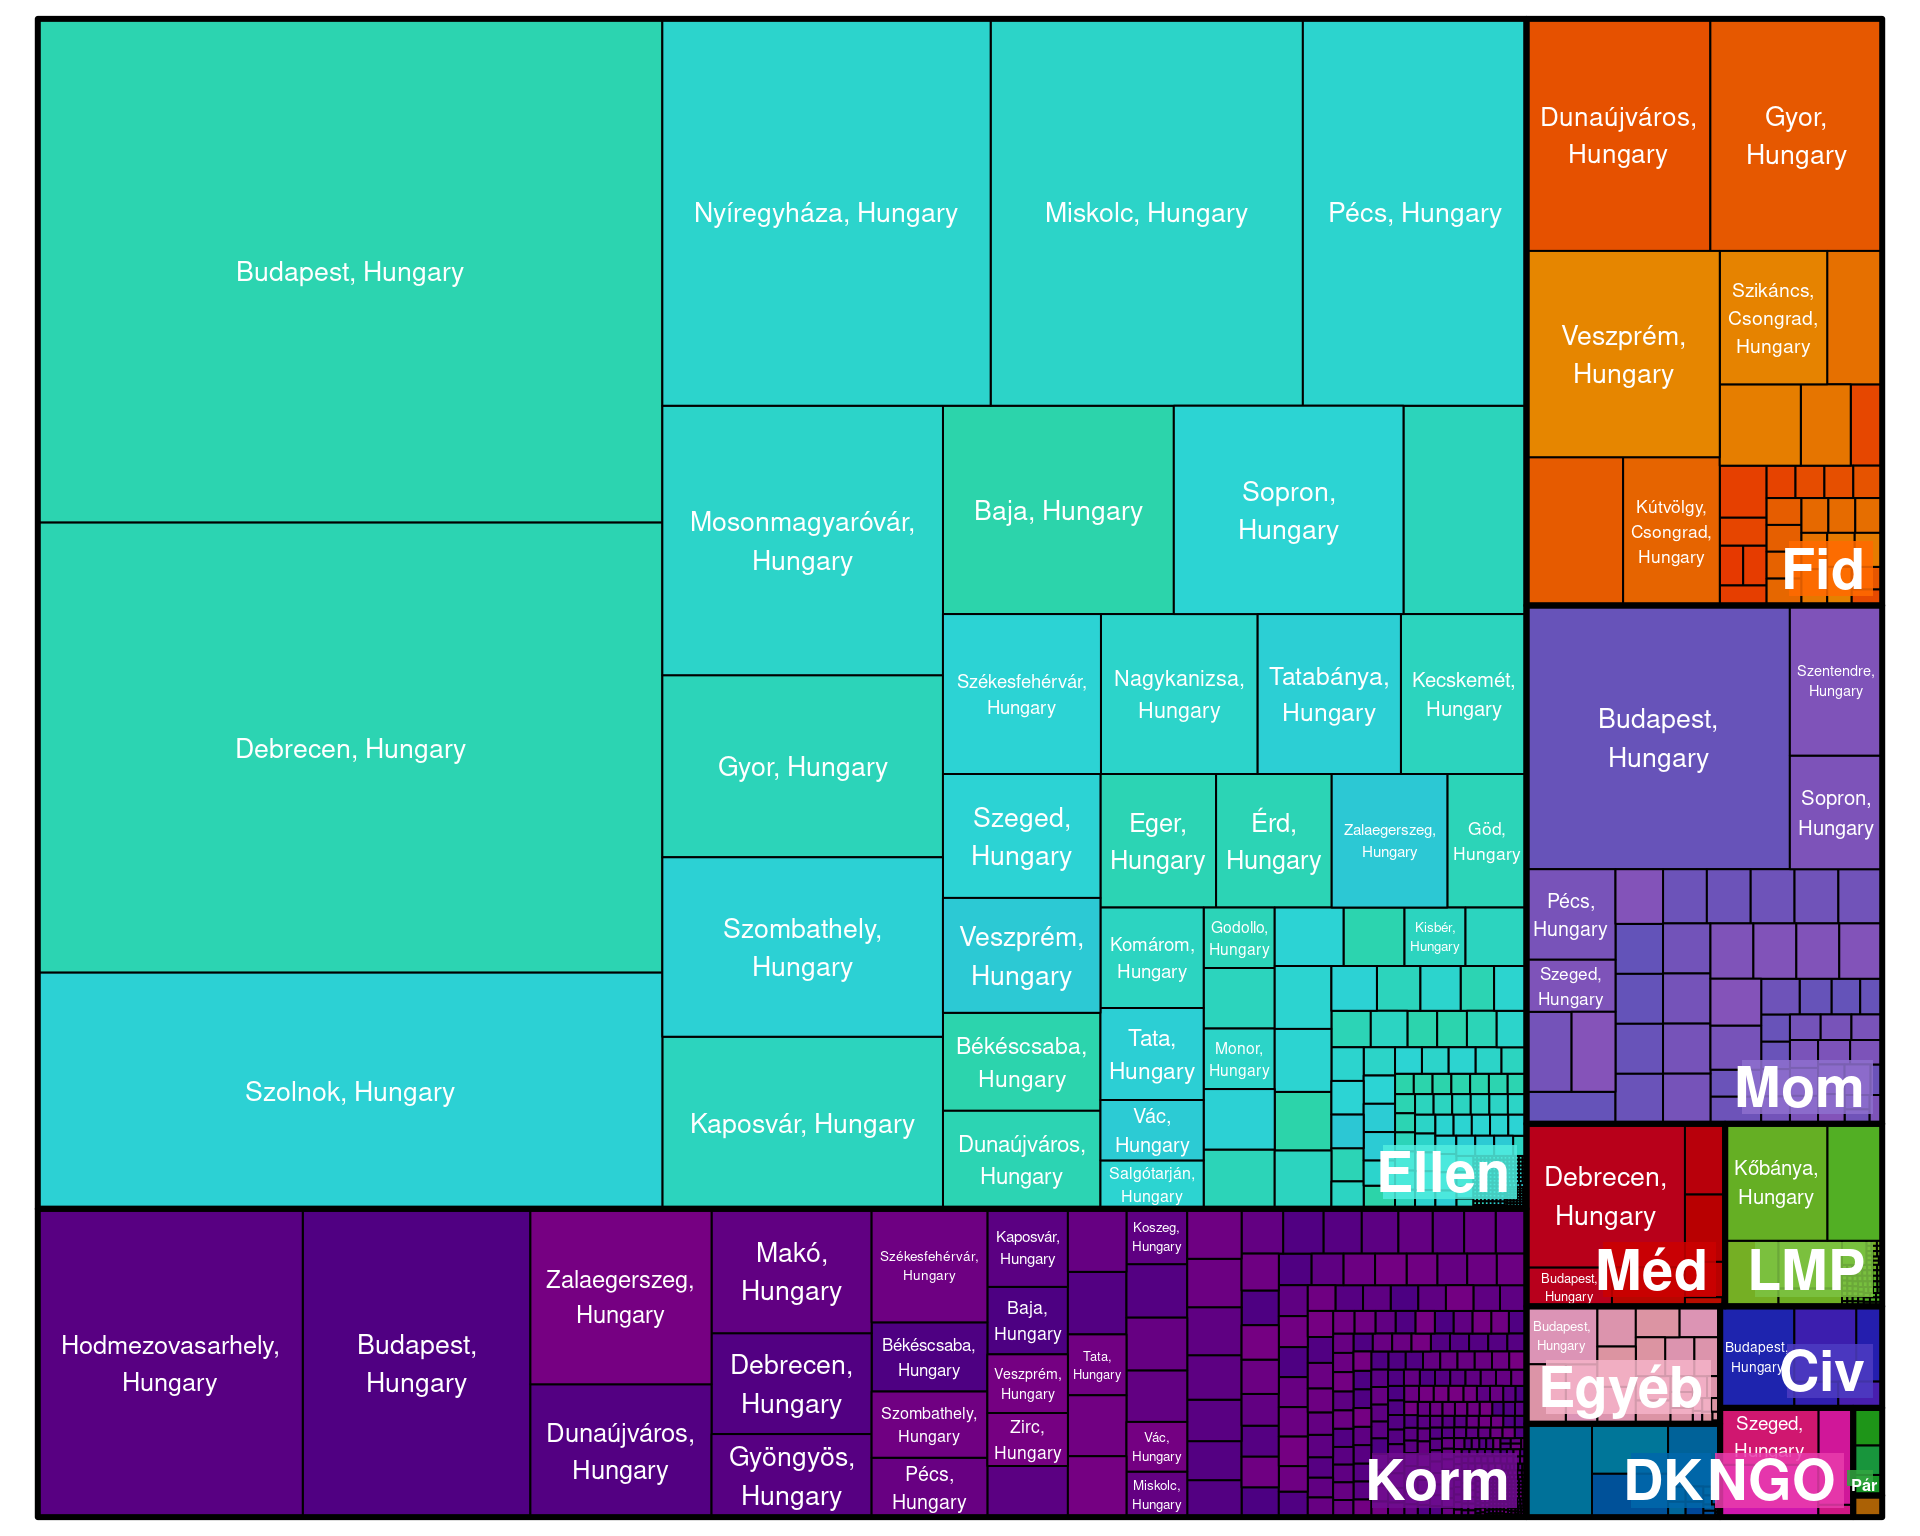 Budapest, Hungary
Debrecen, Hungary
Szolnok, Hungary
Nyíregyháza, Hungary
Miskolc, Hungary
Pécs, Hungary
Mosonmagyaróvár,
Hungary
Gyor, Hungary
Szombathely,
Hungary
Kaposvár, Hungary
Baja, Hungary
Sopron,
Hungary
Székesfehérvár,
Hungary
Nagykanizsa,
Hungary
Tatabánya,
Hungary
Kecskemét,
Hungary
Szeged,
Hungary
Veszprém,
Hungary
Békéscsaba,
Hungary
Dunaújváros,
Hungary
Eger,
Hungary
Érd,
Hungary
Zalaegerszeg,
Hungary
Göd,
Hungary
Komárom,
Hungary
Godollo,
Hungary
Kisbér,
Hungary
Tata,
Hungary
Monor,
Hungary
Vác,
Hungary
Salgótarján,
Hungary
Ellen
Hodmezovasarhely,
Hungary
Budapest,
Hungary
Zalaegerszeg,
Hungary
Dunaújváros,
Hungary
Makó,
Hungary
Debrecen,
Hungary
Gyöngyös,
Hungary
Székesfehérvár,
Hungary
Békéscsaba,
Hungary
Szombathely,
Hungary
Pécs,
Hungary
Kaposvár,
Hungary
Baja,
Hungary
Veszprém,
Hungary
Zirc,
Hungary
Tata,
Hungary
Koszeg,
Hungary
Vác,
Hungary
Miskolc,
Hungary
Korm
Dunaújváros,
Hungary
Gyor,
Hungary
Veszprém,
Hungary
Szikáncs,
Csongrad,
Hungary
Kútvölgy,
Csongrad,
Hungary
Fid
Budapest,
Hungary
Szentendre,
Hungary
Sopron,
Hungary
Pécs,
Hungary
Szeged,
Hungary
Mom
Debrecen,
Hungary
Budapest,
Hungary
Méd
Kőbánya,
Hungary
LMP
Budapest,
Hungary
Egyéb
Budapest,
Hungary
Civ
DK
Szeged,
Hungary
NGO
Pár